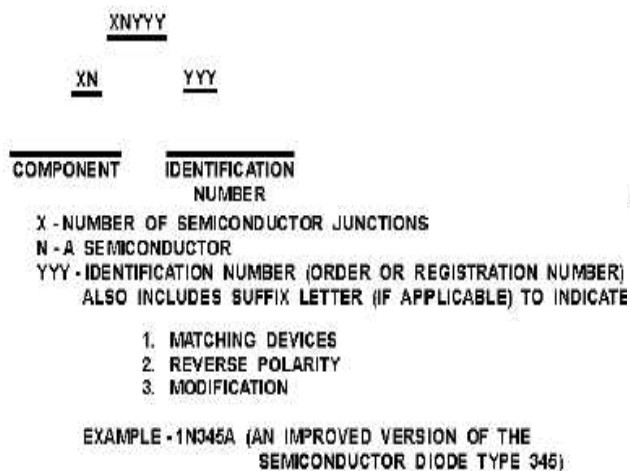 XNYYY
XN YYY
COMPONENT IDENTIFICATION
NUMBER
X - NUMBER OF SEMICONDUCTOR JUNCTIONS
N - A SEMICONDUCTOR
YYY - IDENTIFICATION NUMBER (ORDER OR REGISTRATION NUMBER)
ALSO INCLUDES SUFFIX LETTER (IF APPLICABLE) TO INDICATE
1. MATCHING DEVICES
2. REVERSE POLARITY
3. MODIFICATION
EXAMPLE - 1N345A (AN IMPROVED VERSION OF THE
SEMICONDUCTOR DIODE TYPE 345)